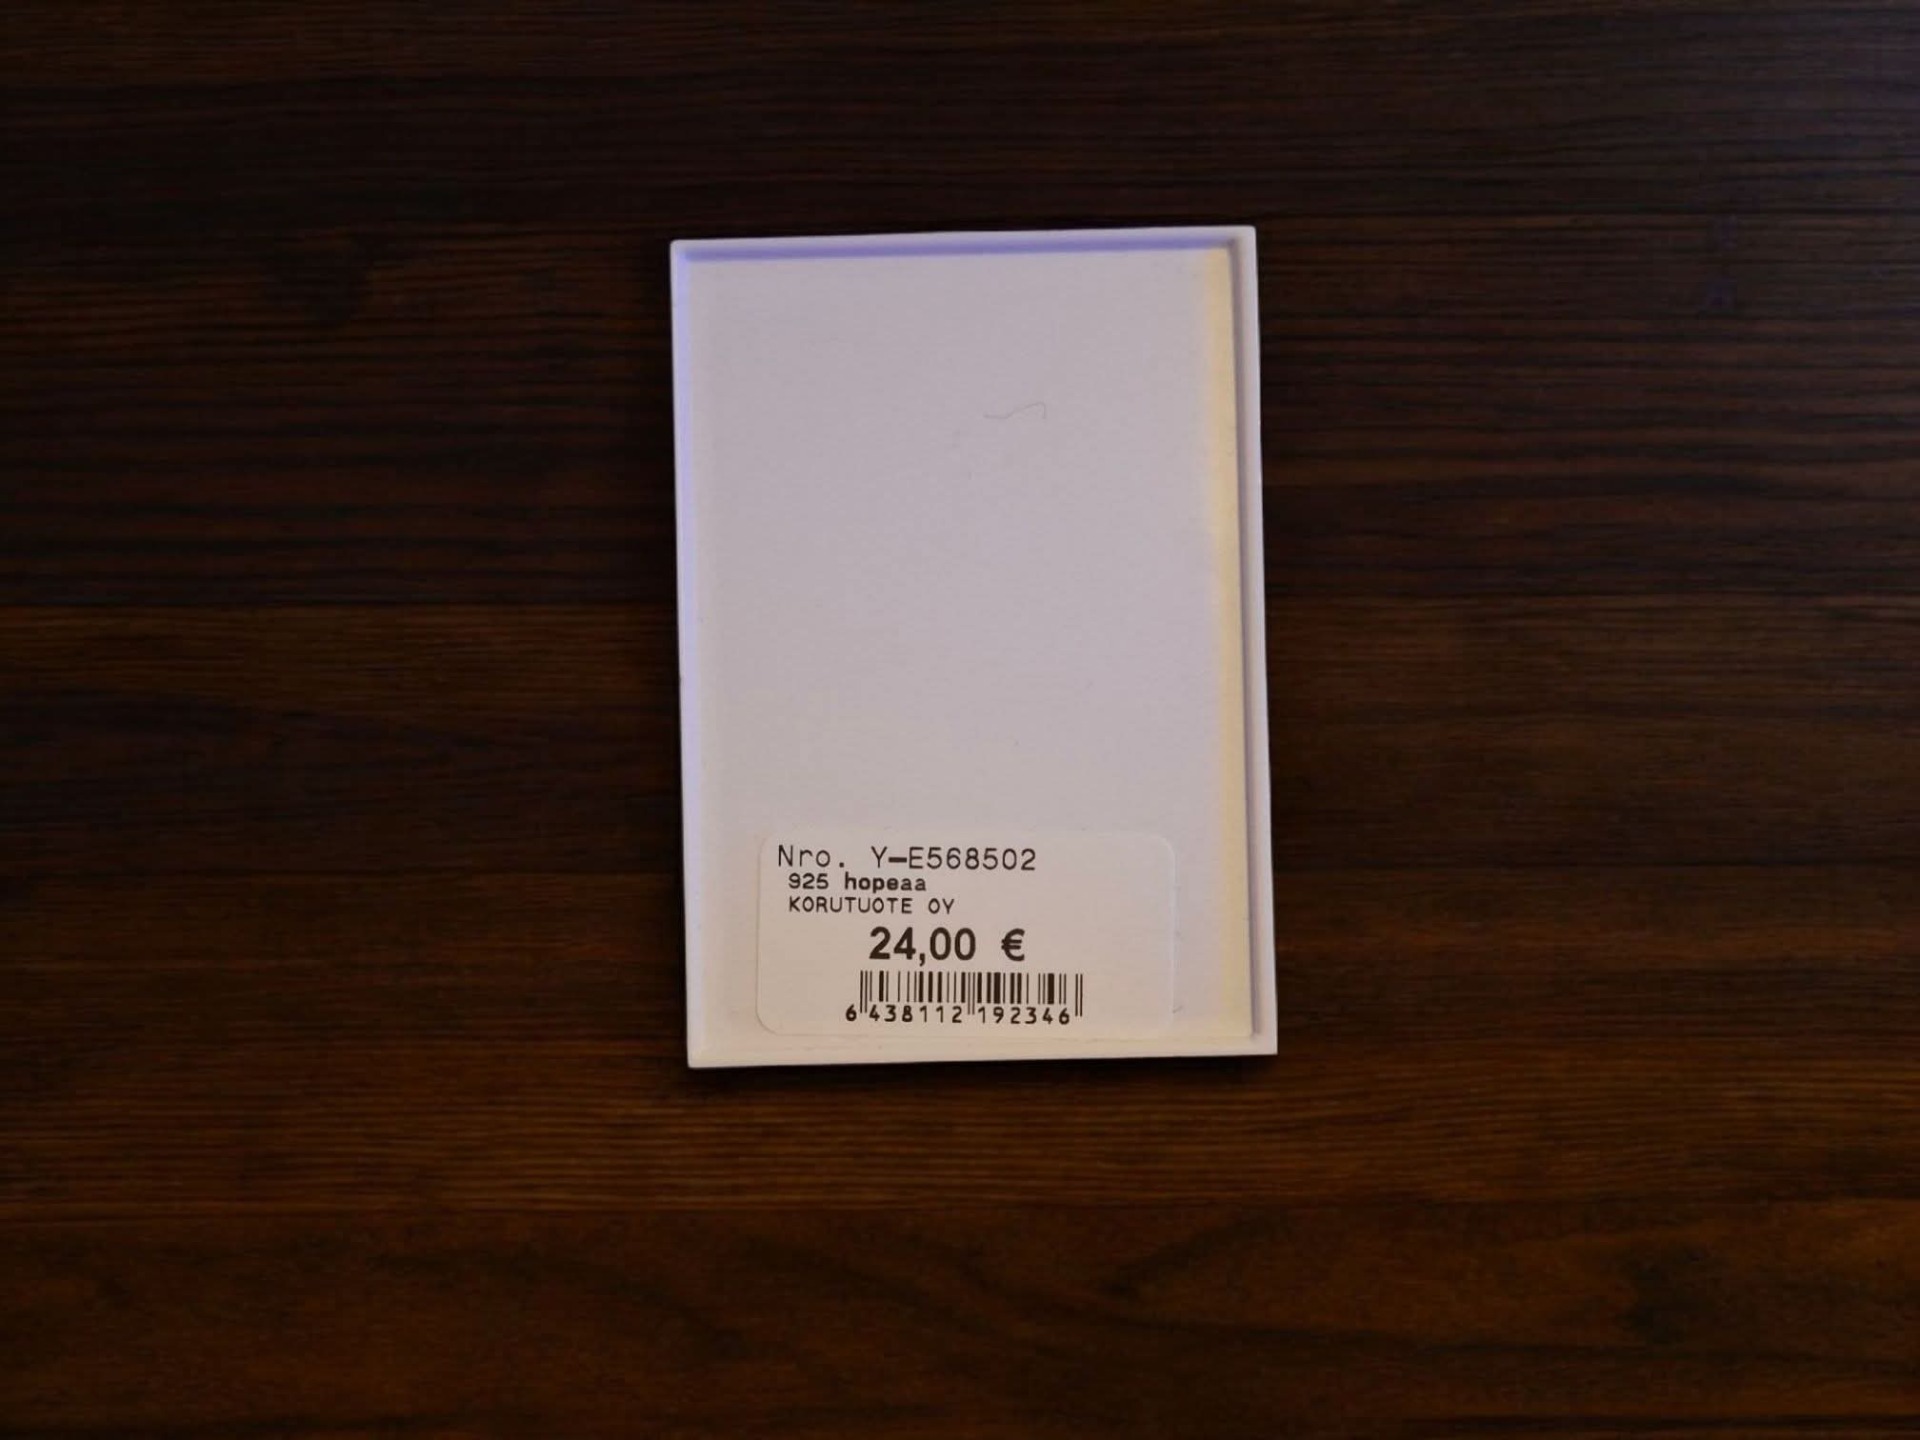 Nro. Y-E568502
925 hopeaa
KORUTUOTE OY
24,00 €
6 438112 192346